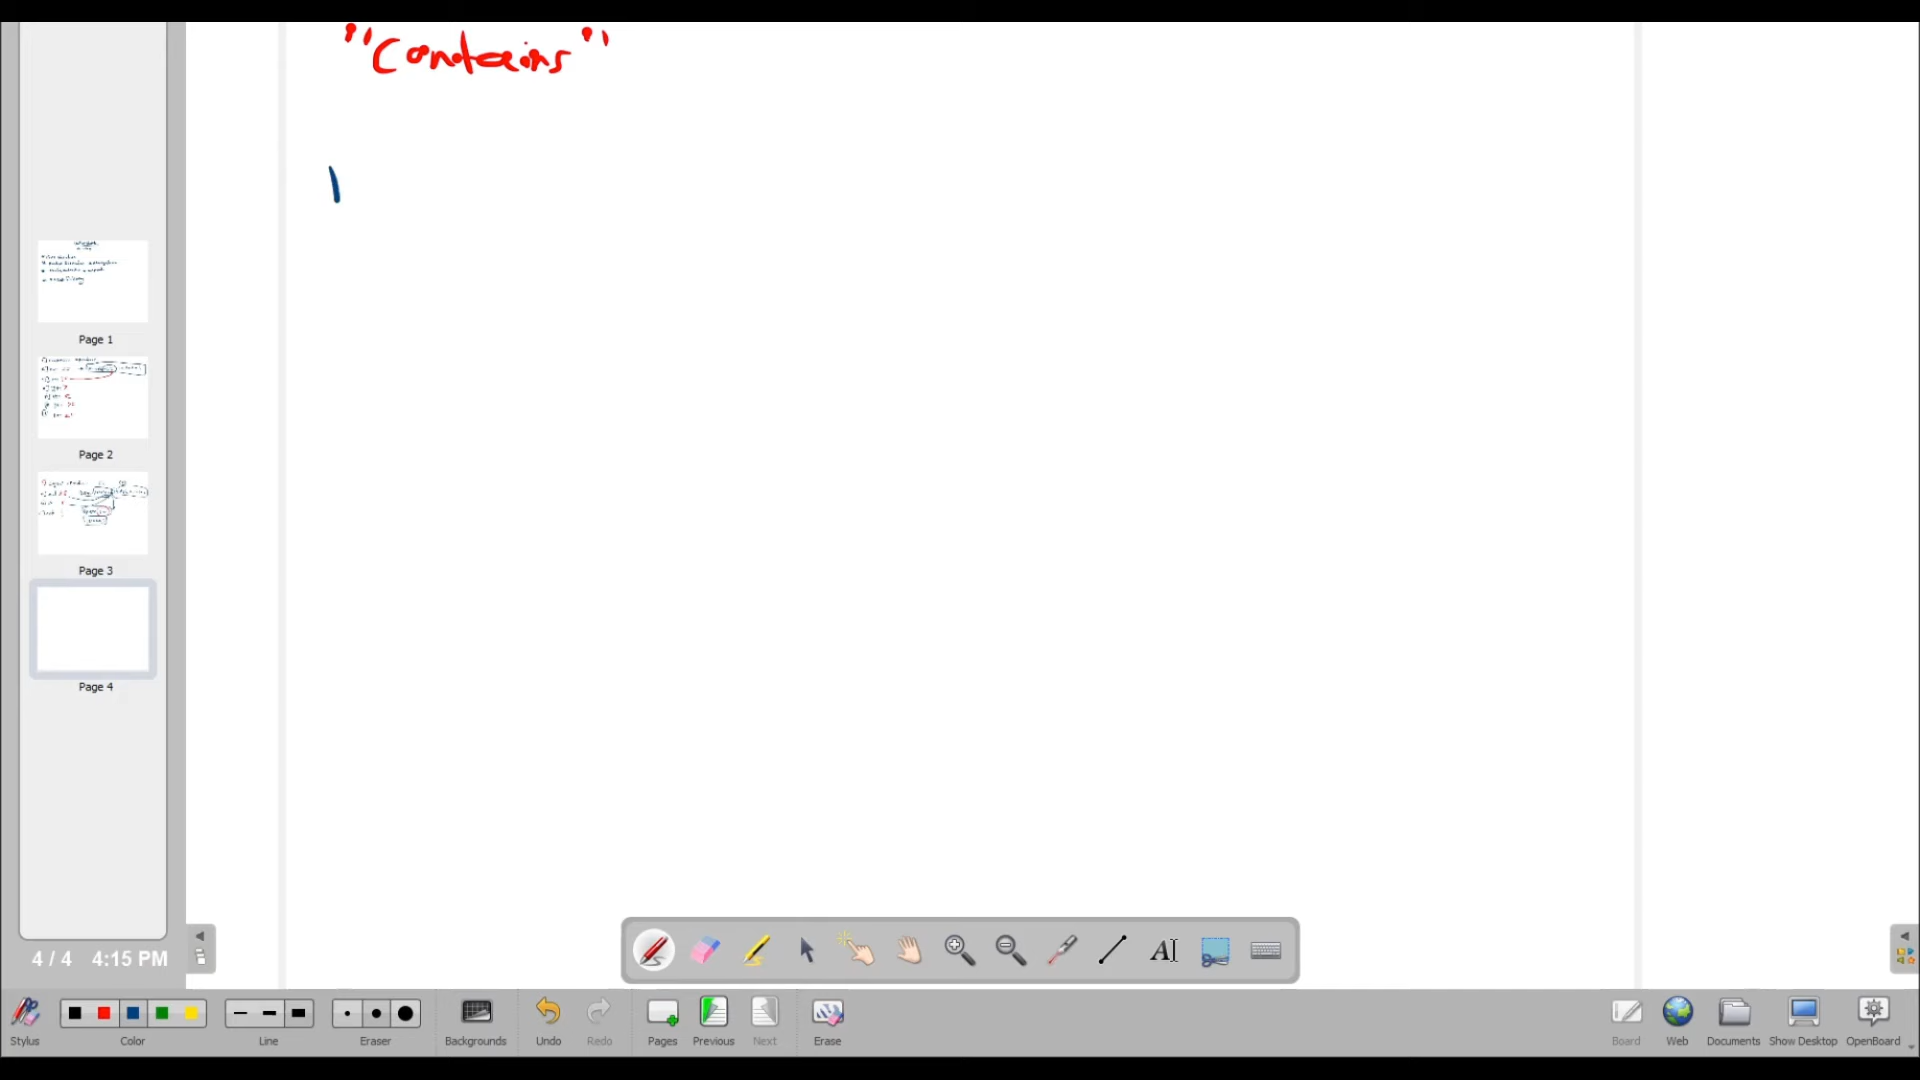 "Contains"
Page 1
Page 2
Page 3
Page 4
4 / 4 4:15 PM
Stylus Color Line Eraser Backgrounds Undo Redo Pages Previous Next Erase Board Web Documents Show Desktop OpenBoard